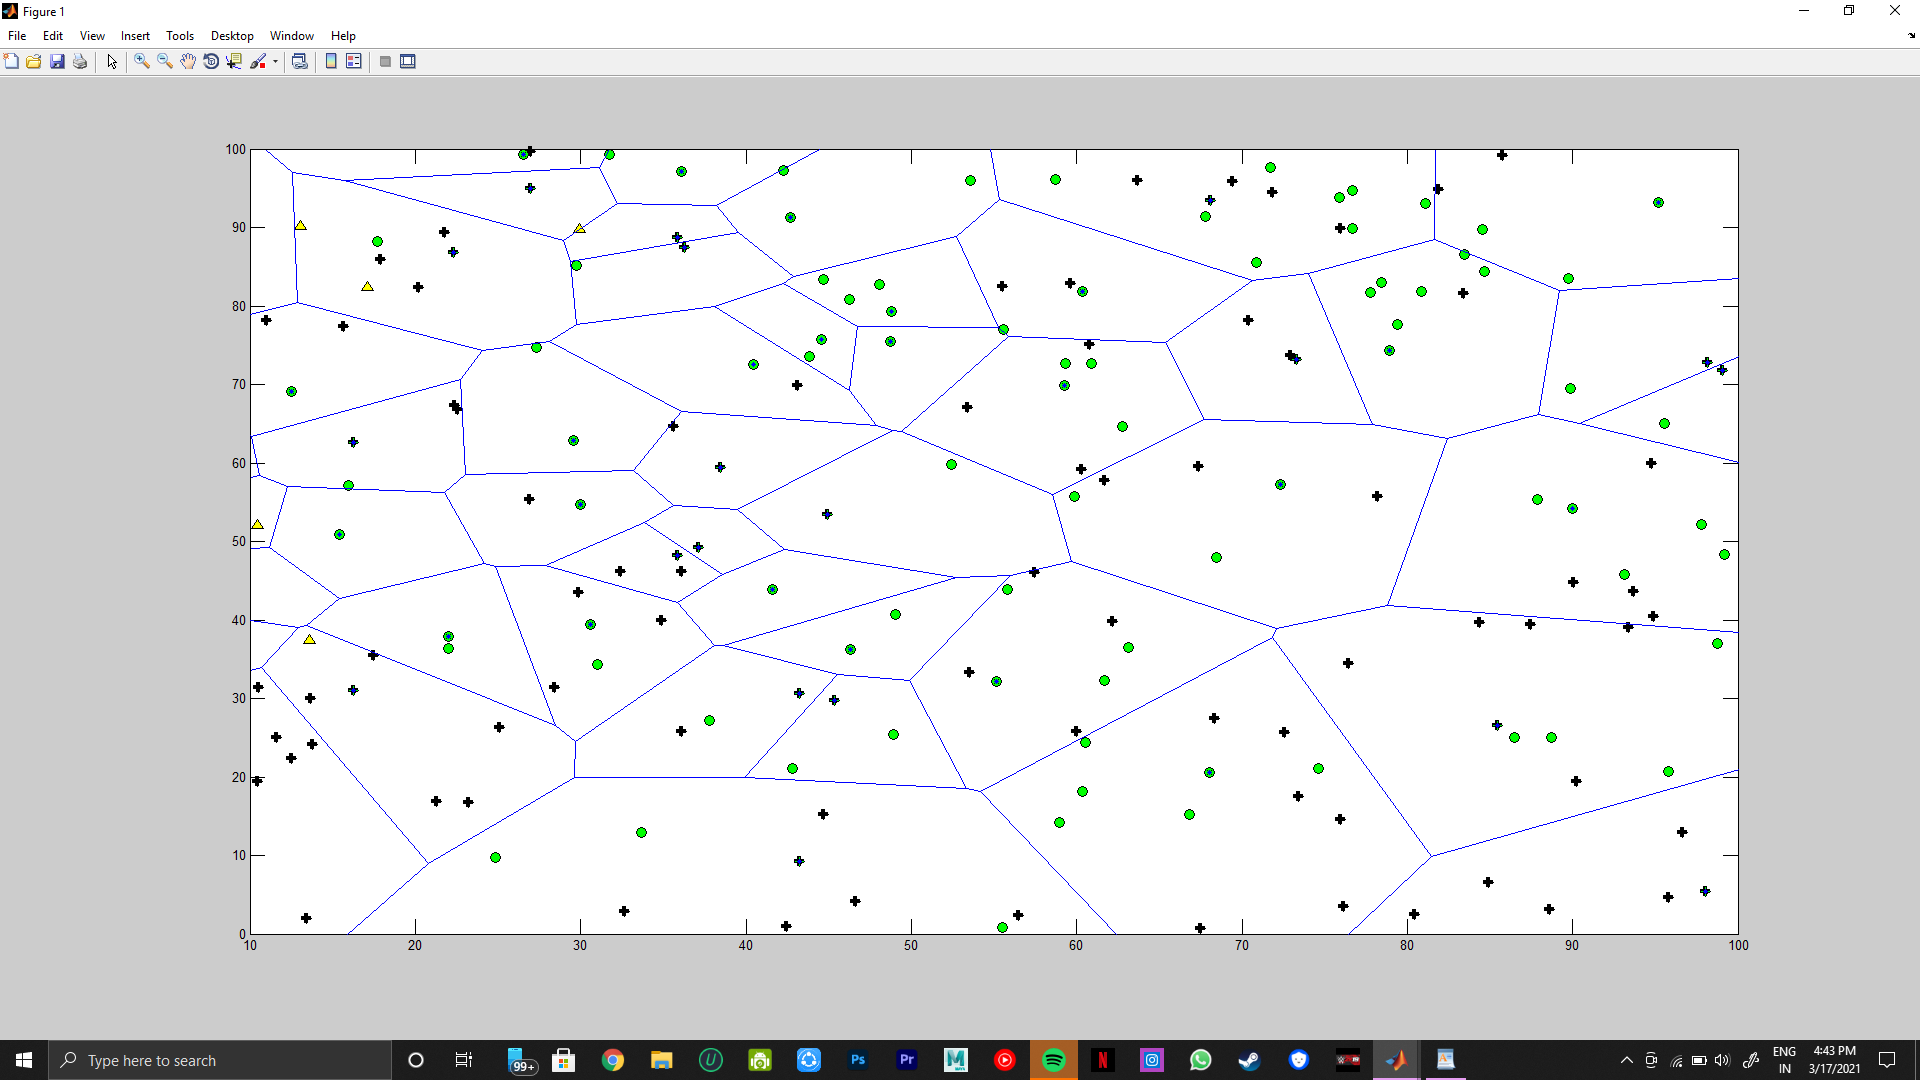 Figure 1
File Edit View Insert Tools Desktop Window Help
100
90
80
70
60
50
40
30
20
10
0
10 20 30 40 50 60 70 80 90 100
Type here to search
99+
Ps
Pr
M
N
U
ENG
IN
4:43 PM
3/17/2021